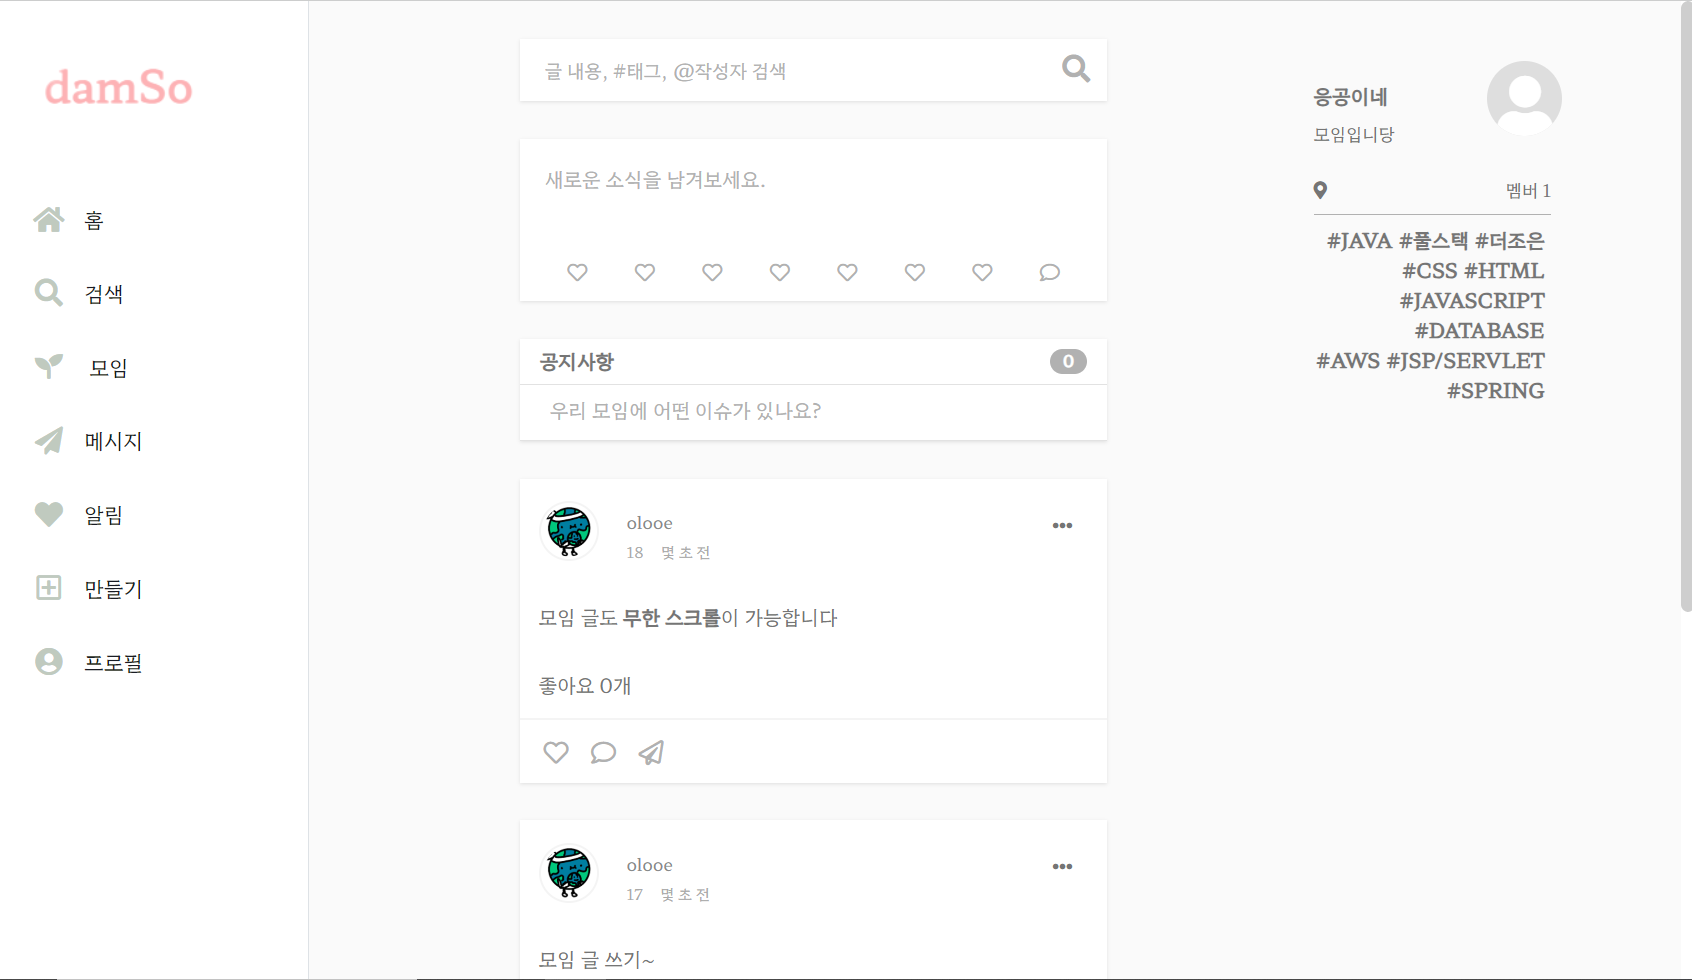 damSo
홈
검색
모임
메시지
알림
만들기
프로필
글 내용, #태그, @작성자 검색
새로운 소식을 남겨보세요.
공지사항 0
우리 모임에 어떤 이슈가 있나요?
olooe
18 몇 초 전
모임 글도 무한 스크롤이 가능합니다
좋아요 0개
olooe
17 몇 초 전
모임 글 쓰기~
응공이네
모임입니당
멤버 1
#JAVA #풀스택 #더조은
#CSS #HTML
#JAVASCRIPT
#DATABASE
#AWS #JSP/SERVLET
#SPRING